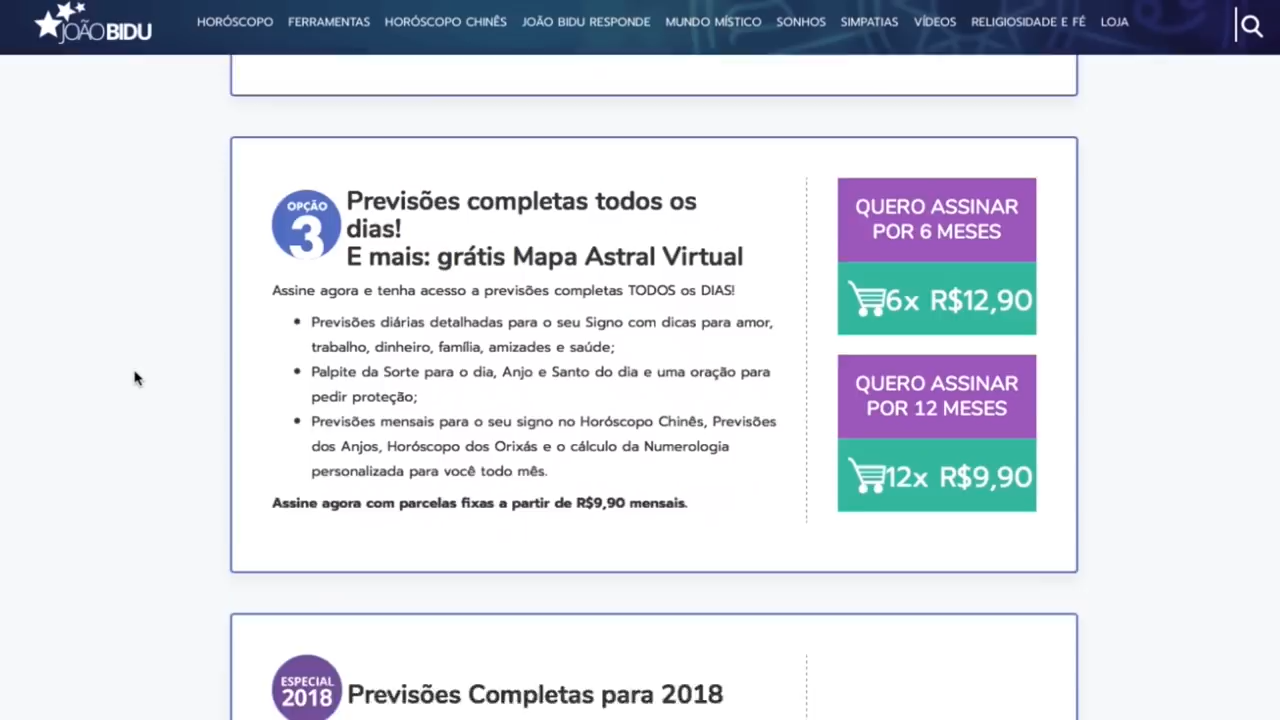 JOÃO BIDU HORÓSCOPO FERRAMENTAS HORÓSCOPO CHINÊS JOÃO BIDU RESPONDE MUNDO MÍSTICO SONHOS SIMPATIAS VÍDEOS RELIGIOSIDADE E FÉ LOJA
OPÇÃO
3
Previsões completas todos os
dias!
E mais: grátis Mapa Astral Virtual
Assine agora e tenha acesso a previsões completas TODOS os DIAS!
• Previsões diárias detalhadas para o seu Signo com dicas para amor,
trabalho, dinheiro, família, amizades e saúde;
• Palpite da Sorte para o dia, Anjo e Santo do dia e uma oração para
pedir proteção;
• Previsões mensais para o seu signo no Horóscopo Chinês, Previsões
dos Anjos, Horóscopo dos Orixás e o cálculo da Numerologia
personalizada para você todo mês.
Assine agora com parcelas fixas a partir de R$9,90 mensais.
QUERO ASSINAR
POR 6 MESES
6x R$12,90
QUERO ASSINAR
POR 12 MESES
12x R$9,90
ESPECIAL
2018
Previsões Completas para 2018